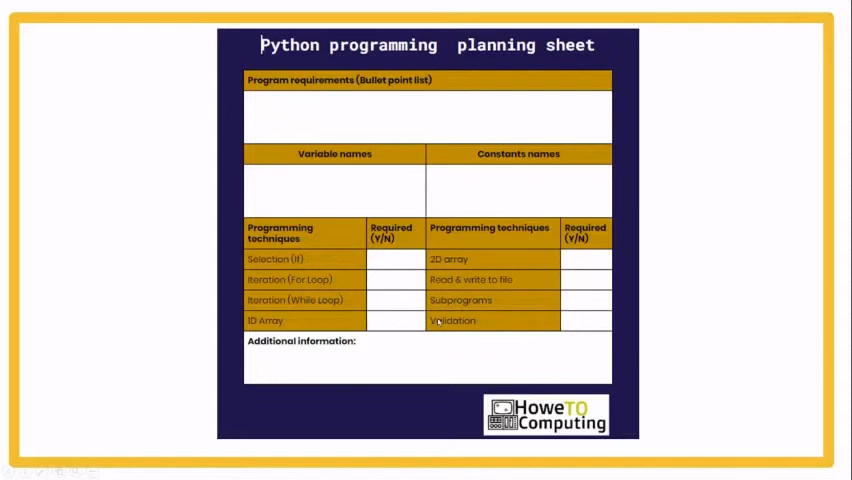 Python programming planning sheet
Program requirements (Bullet point list)
Variable names
Constants names
Programming techniques
Required (Y/N)
Programming techniques
Required (Y/N)
Selection (If)
2D array
Iteration (For Loop)
Read & write to file
Iteration (While Loop)
Subprograms
1D Array
Validation
Additional information:
HoweTO
Computing